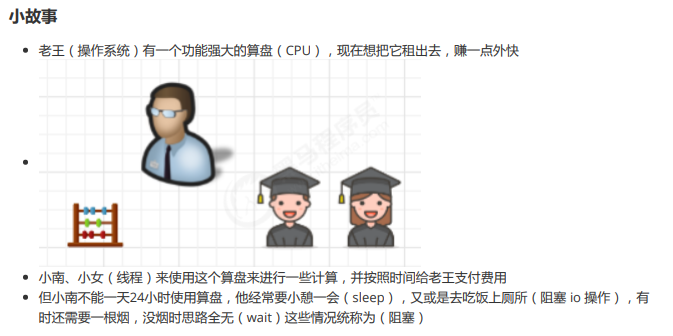 小故事
老王（操作系统）有一个功能强大的算盘（CPU），现在想把它租出去，赚一点外快
小南、小女（线程）来使用这个算盘来进行一些计算，并按照时间给老王支付费用
但小南不能一天24小时使用算盘，他经常要小憩一会（sleep），又或是去吃饭上厕所（阻塞 io 操作），有
时还需要一根烟，没烟时思路全无（wait）这些情况统称为（阻塞）